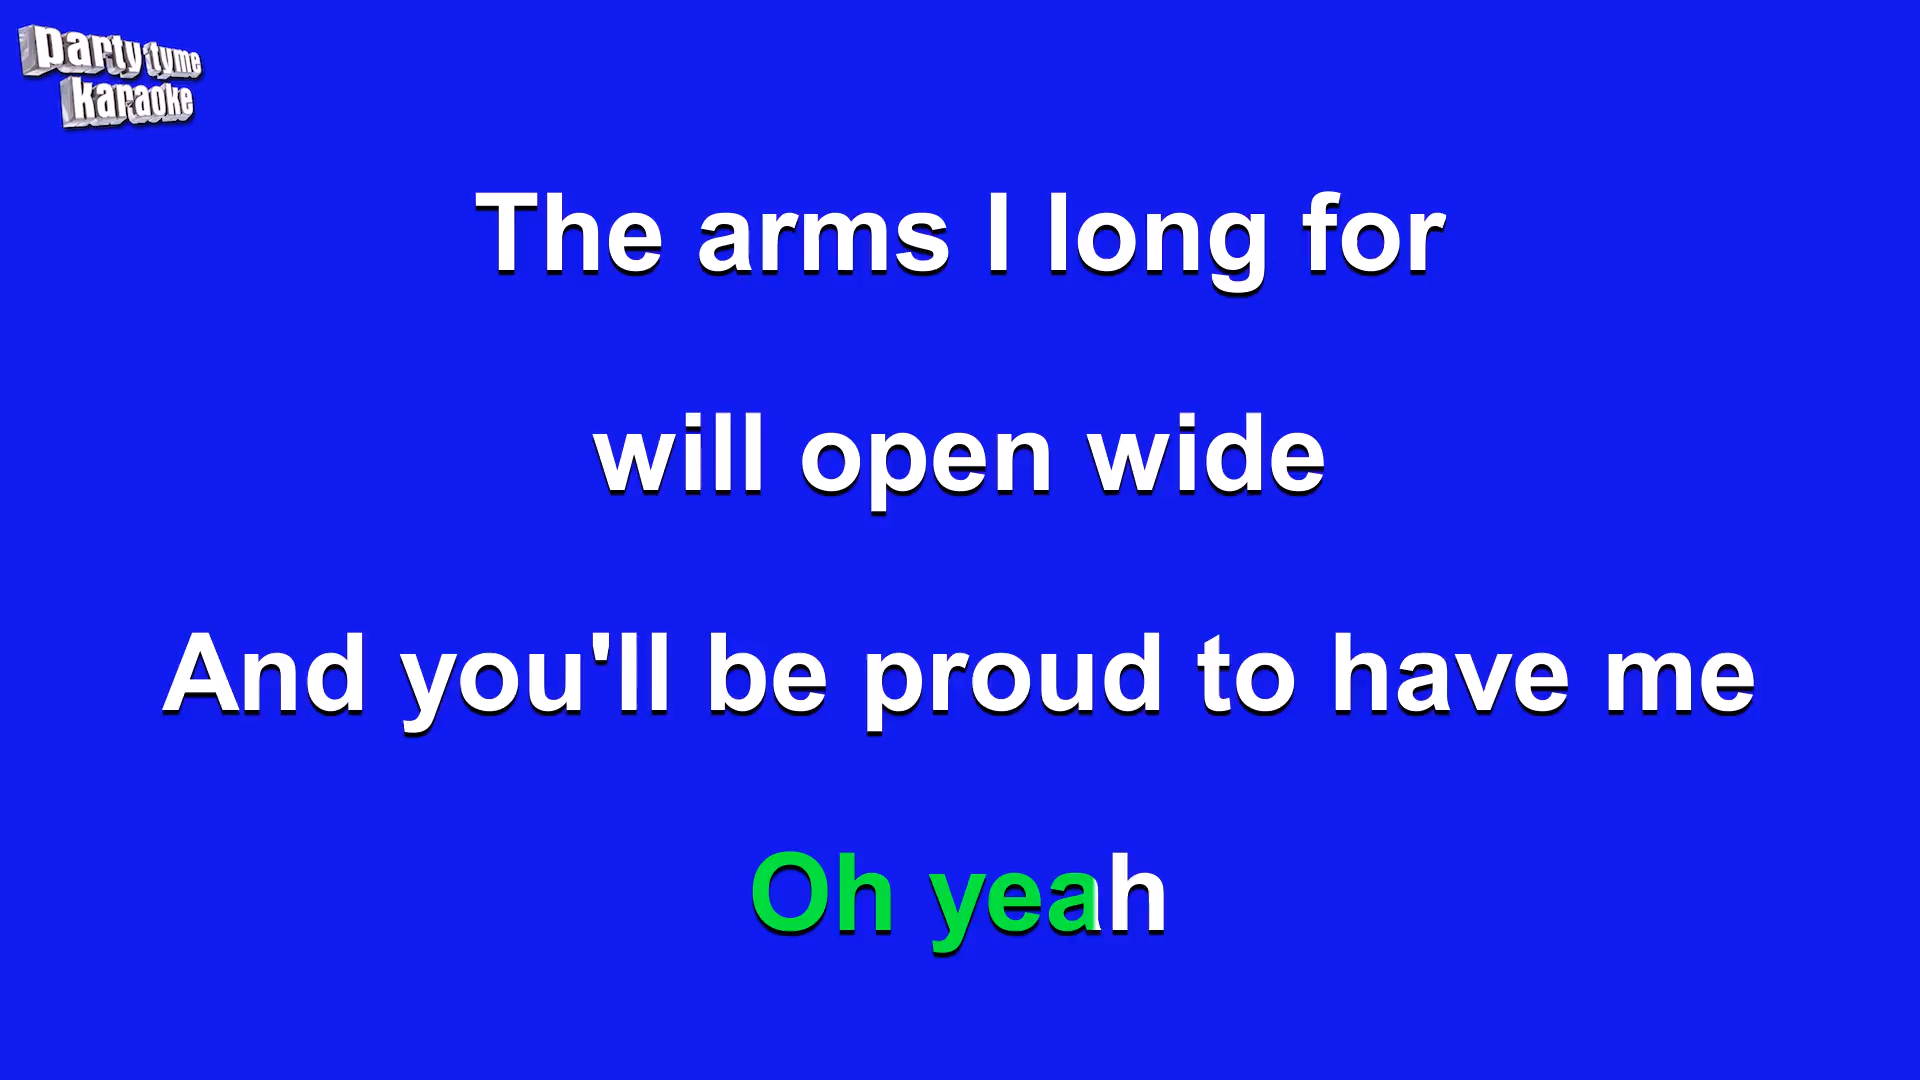 party tyme
karaoke
The arms I long for
will open wide
And you'll be proud to have me
Oh yeah